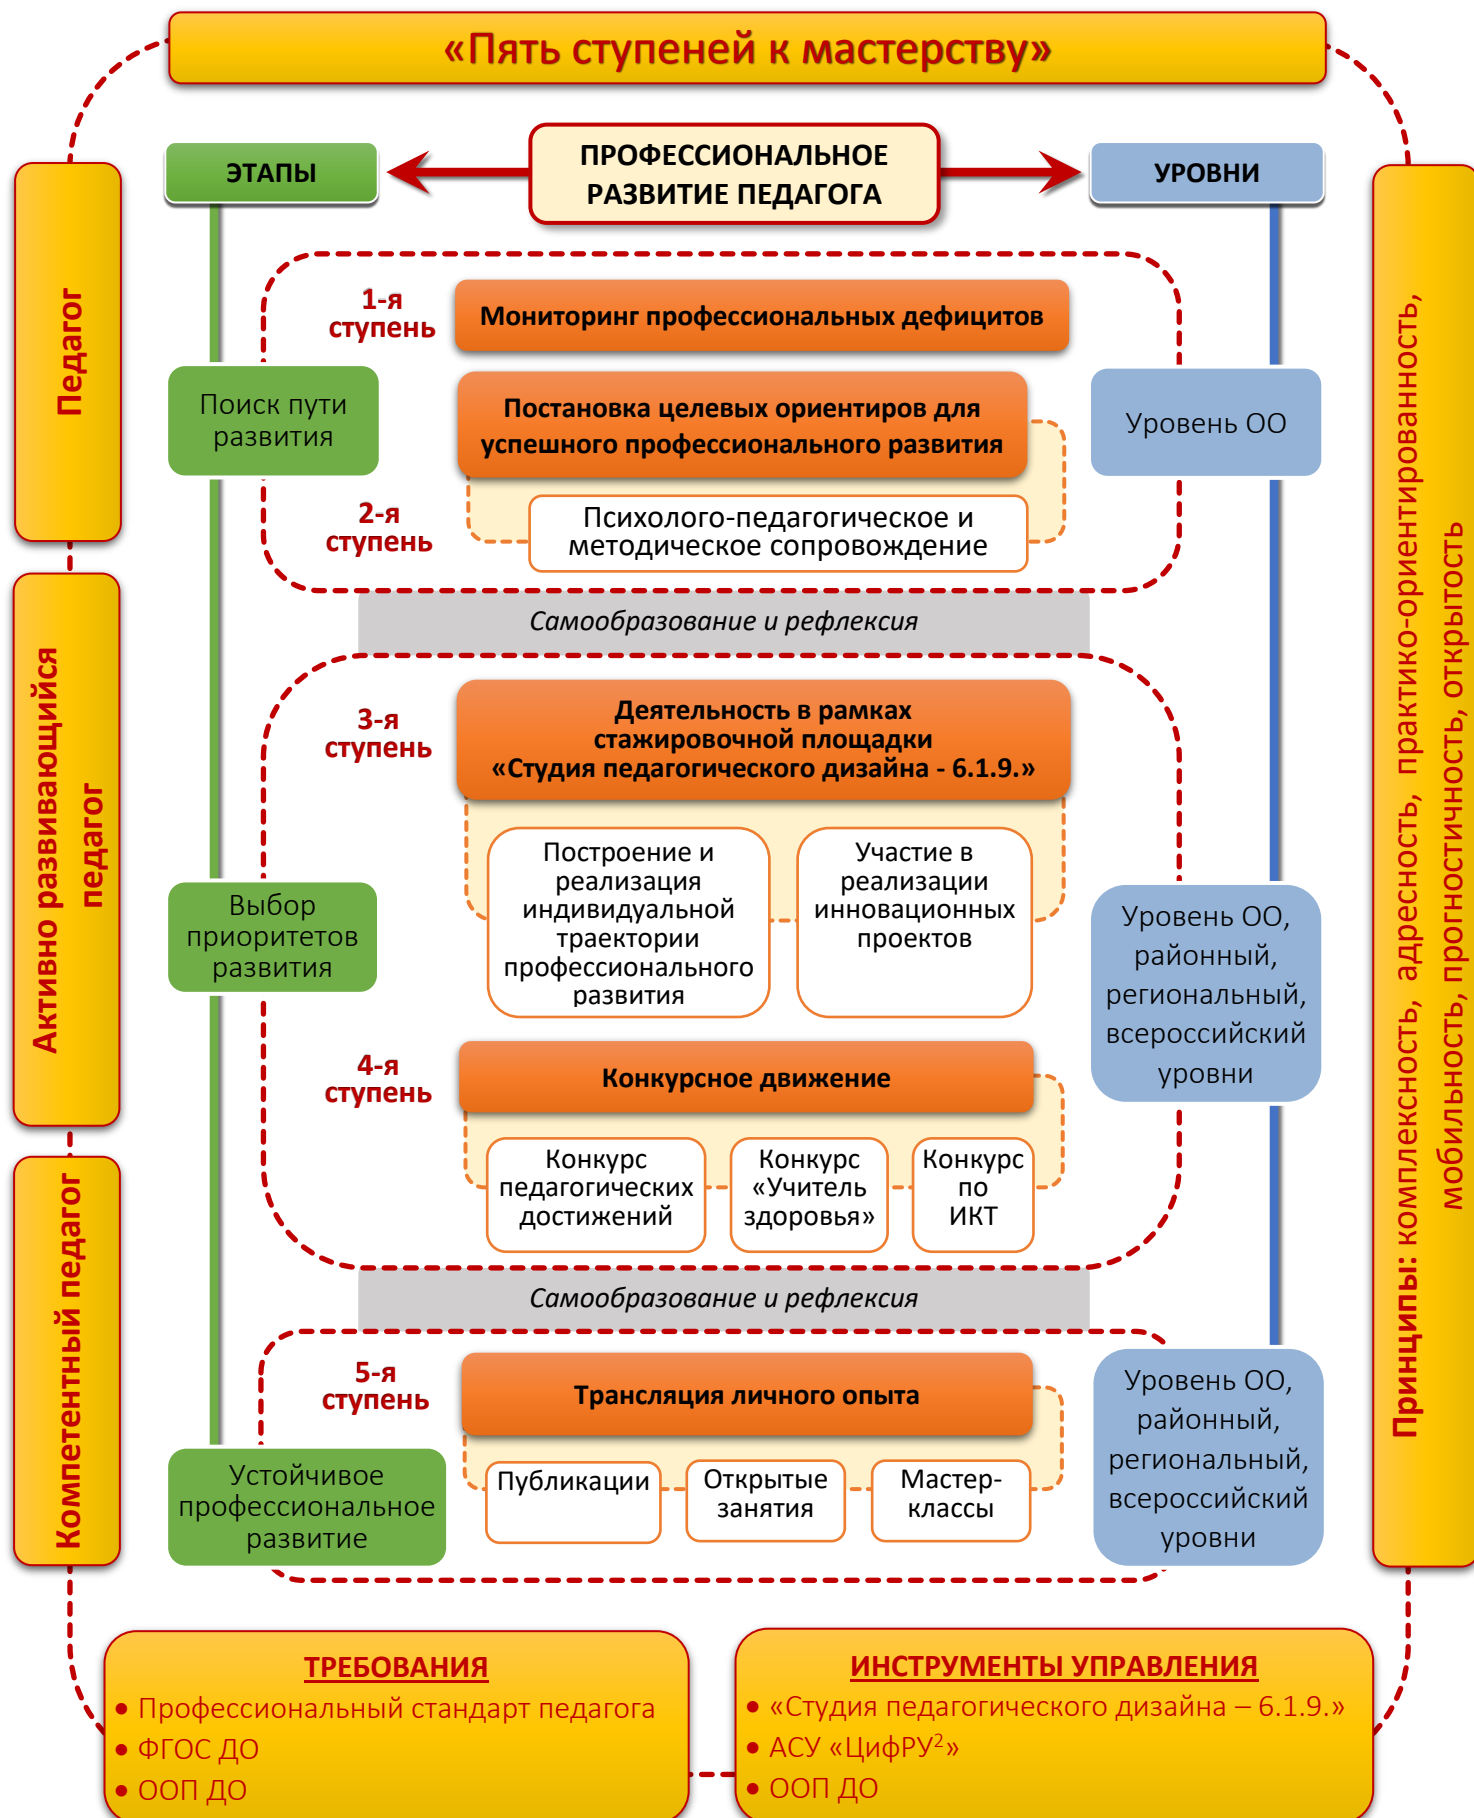 «Пять ступеней к мастерству»
ПРОФЕССИОНАЛЬНОЕ
РАЗВИТИЕ ПЕДАГОГА
ЭТАПЫ
УРОВНИ
Педагог
Активно развивающийся
педагог
Компетентный педагог
1-я
ступень
Мониторинг профессиональных дефицитов
Поиск пути
развития
Постановка целевых ориентиров для
успешного профессионального развития
Уровень ОО
2-я
ступень
Психолого-педагогическое и
методическое сопровождение
Самообразование и рефлексия
3-я
ступень
Деятельность в рамках
стажировочной площадки
«Студия педагогического дизайна - 6.1.9.»
Построение и
реализация
индивидуальной
траектории
профессионального
развития
Участие в
реализации
инновационных
проектов
Выбор
приоритетов
развития
Уровень ОО,
районный,
региональный,
всероссийский
уровни
4-я
ступень
Конкурсное движение
Конкурс
педагогических
достижений
Конкурс
«Учитель
здоровья»
Конкурс
по
ИКТ
Самообразование и рефлексия
5-я
ступень
Трансляция личного опыта
Публикации
Открытые
занятия
Мастер-
классы
Устойчивое
профессиональное
развитие
Уровень ОО,
районный,
региональный,
всероссийский
уровни
Принципы: комплексность, адресность, практико-ориентированность,
мобильность, прогностичность, открытость
ТРЕБОВАНИЯ
• Профессиональный стандарт педагога
• ФГОС ДО
• ООП ДО
ИНСТРУМЕНТЫ УПРАВЛЕНИЯ
• «Студия педагогического дизайна – 6.1.9.»
• АСУ «ЦифРУ²»
• ООП ДО